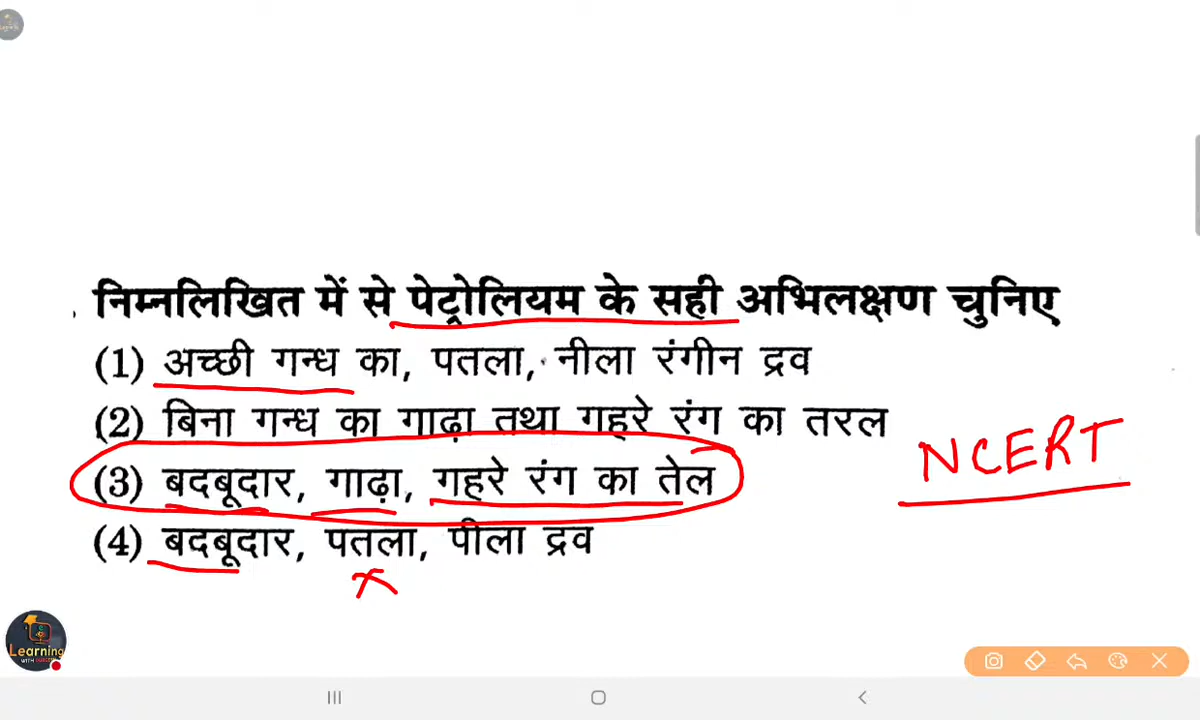 निम्नलिखित में से पेट्रोलियम के सही अभिलक्षण चुनिए
(1) अच्छी गन्ध का, पतला, नीला रंगीन द्रव
(2) बिना गन्ध का गाढ़ा तथा गहरे रंग का तरल
(3) बदबूदार, गाढ़ा, गहरे रंग का तेल
NCERT
(4) बदबूदार, पतला, पीला द्रव
Learning